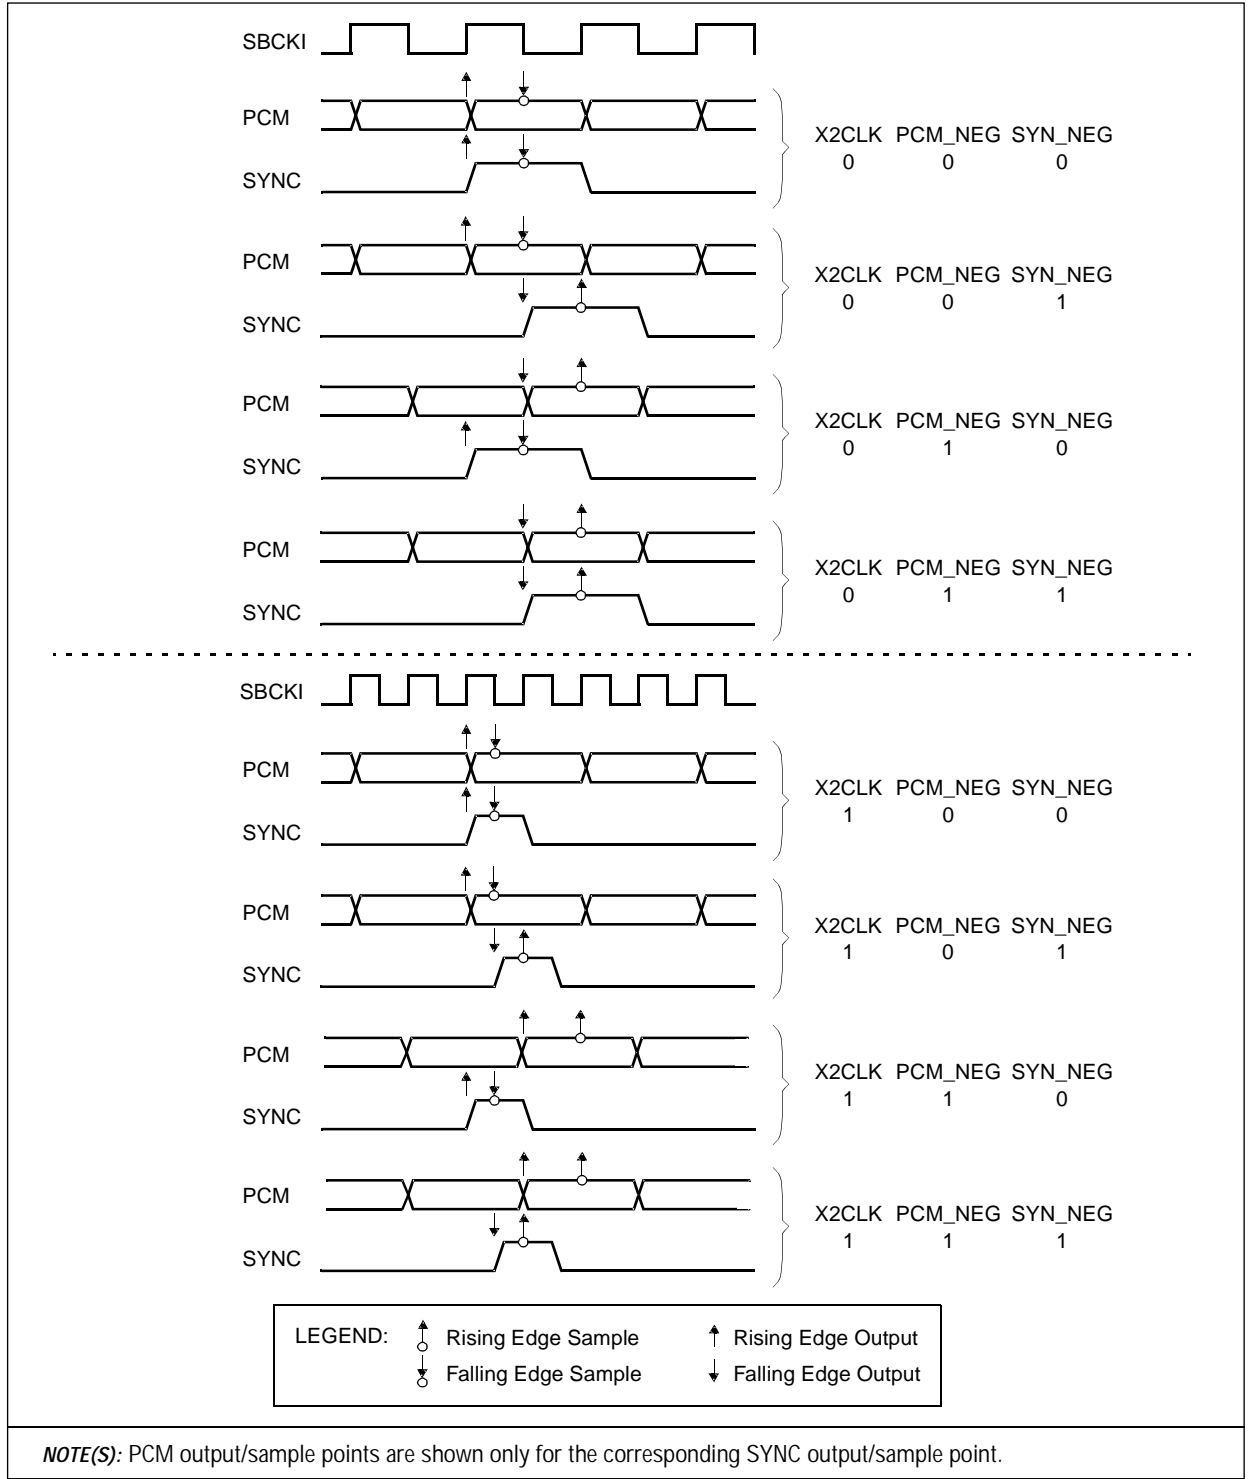 SBCKI
PCM
SYNC
X2CLK PCM_NEG SYN_NEG
0 0 0
PCM
SYNC
X2CLK PCM_NEG SYN_NEG
0 0 1
PCM
SYNC
X2CLK PCM_NEG SYN_NEG
0 1 0
PCM
SYNC
X2CLK PCM_NEG SYN_NEG
0 1 1
SBCKI
PCM
SYNC
X2CLK PCM_NEG SYN_NEG
1 0 0
PCM
SYNC
X2CLK PCM_NEG SYN_NEG
1 0 1
PCM
SYNC
X2CLK PCM_NEG SYN_NEG
1 1 0
PCM
SYNC
X2CLK PCM_NEG SYN_NEG
1 1 1
LEGEND: Rising Edge Sample Rising Edge Output
Falling Edge Sample Falling Edge Output
NOTE(S): PCM output/sample points are shown only for the corresponding SYNC output/sample point.